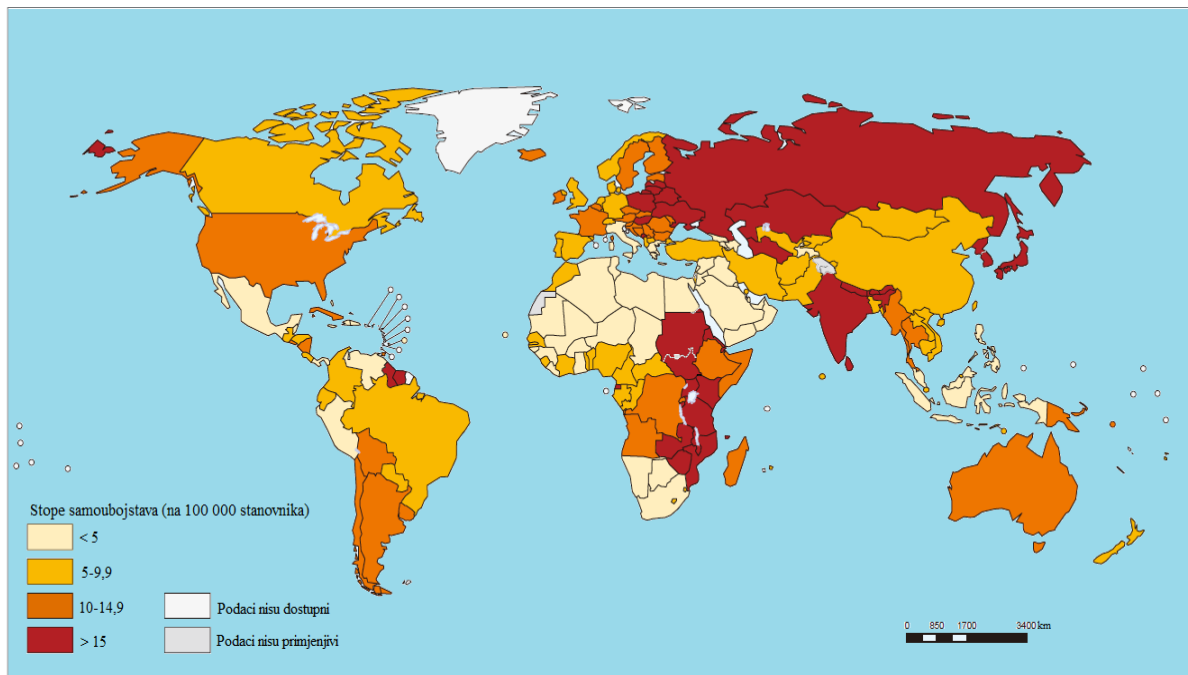 Stope samoubojstava (na 100 000 stanovnika)
< 5
5-9,9
10-14,9
> 15
Podaci nisu dostupni
Podaci nisu primjenjivi
0 850 1700 3400 km